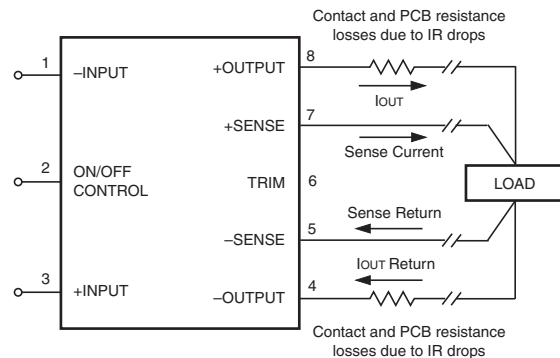 Contact and PCB resistance
losses due to IR drops
1
–INPUT
+OUTPUT
8
IOUT
+SENSE
7
Sense Current
2
ON/OFF
CONTROL
TRIM
6
LOAD
Sense Return
–SENSE
5
IOUT Return
3
+INPUT
–OUTPUT
4
Contact and PCB resistance
losses due to IR drops